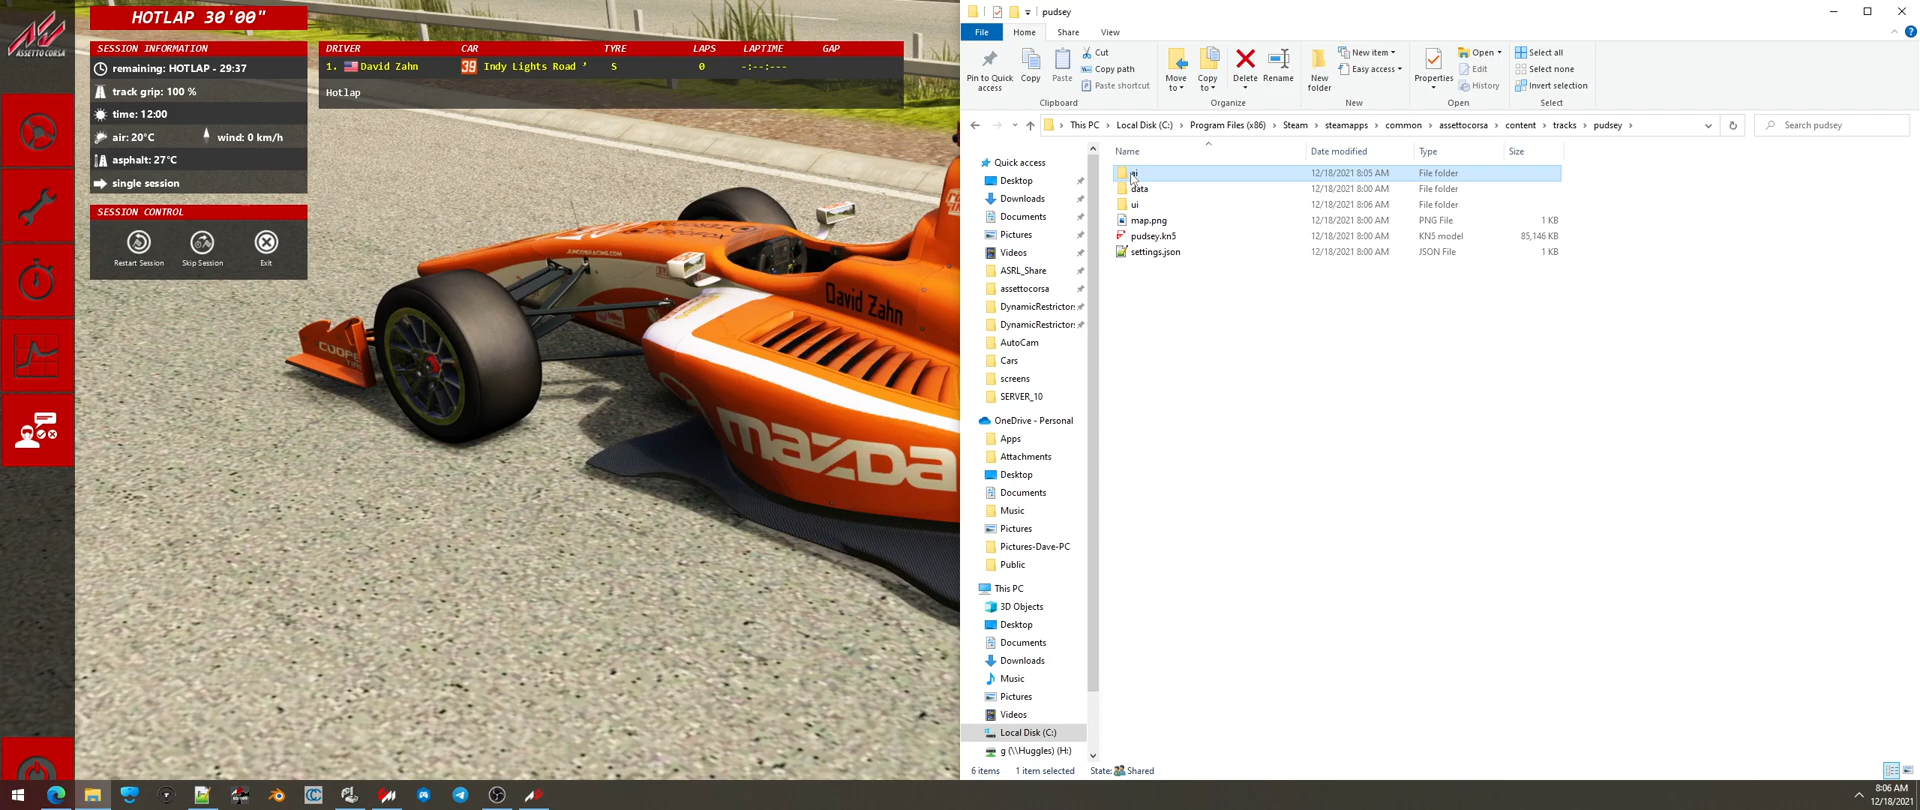 HOTLAP 30'00"
ASSETTO CORSA
SESSION INFORMATION
remaining: HOTLAP - 29:37
track grip: 100 %
time: 12:00
air: 20°C wind: 0 km/h
asphalt: 27°C
single session
SESSION CONTROL
Restart Session Skip Session Exit
DRIVER CAR TYRE LAPS LAPTIME GAP
1. David Zahn 39 Indy Lights Road ' S 0 -:--:---
Hotlap
JUNCOSRACING.COM
David Zahn
COOPER
mazda
pudsey
File Home Share View
Pin to Quick access
Copy
Paste
Cut
Copy path
Paste shortcut
Move to
Copy to
Delete
Rename
New folder
New item
Easy access
Properties
Open
Edit
History
Select all
Select none
Invert selection
Clipboard Organize New Open Select
This PC > Local Disk (C:) > Program Files (x86) > Steam > steamapps > common > assettocorsa > content > tracks > pudsey >
Search pudsey
Name Date modified Type Size
ai 12/18/2021 8:05 AM File folder
data 12/18/2021 8:00 AM File folder
ui 12/18/2021 8:06 AM File folder
map.png 12/18/2021 8:00 AM PNG File 1 KB
pudsey.kn5 12/18/2021 8:00 AM KN5 model 85,146 KB
settings.json 12/18/2021 8:00 AM JSON File 1 KB
Quick access
Desktop
Downloads
Documents
Pictures
Videos
ASRL_Share
assettocorsa
DynamicRestrictor
DynamicRestrictor
AutoCam
Cars
screens
SERVER_10
OneDrive - Personal
Apps
Attachments
Desktop
Documents
Music
Pictures
Pictures-Dave-PC
Public
This PC
3D Objects
Desktop
Documents
Downloads
Music
Pictures
Videos
Local Disk (C:)
g (\\Huggles) (H:)
6 items 1 item selected State: Shared
8:06 AM
12/18/2021